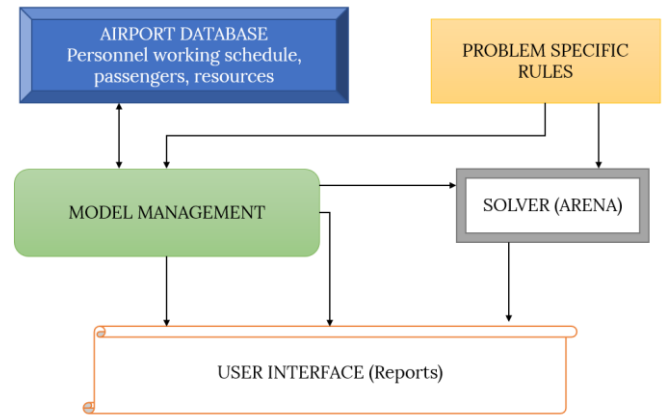 AIRPORT DATABASE
Personnel working schedule,
passengers, resources
PROBLEM SPECIFIC
RULES
MODEL MANAGEMENT
SOLVER (ARENA)
USER INTERFACE (Reports)